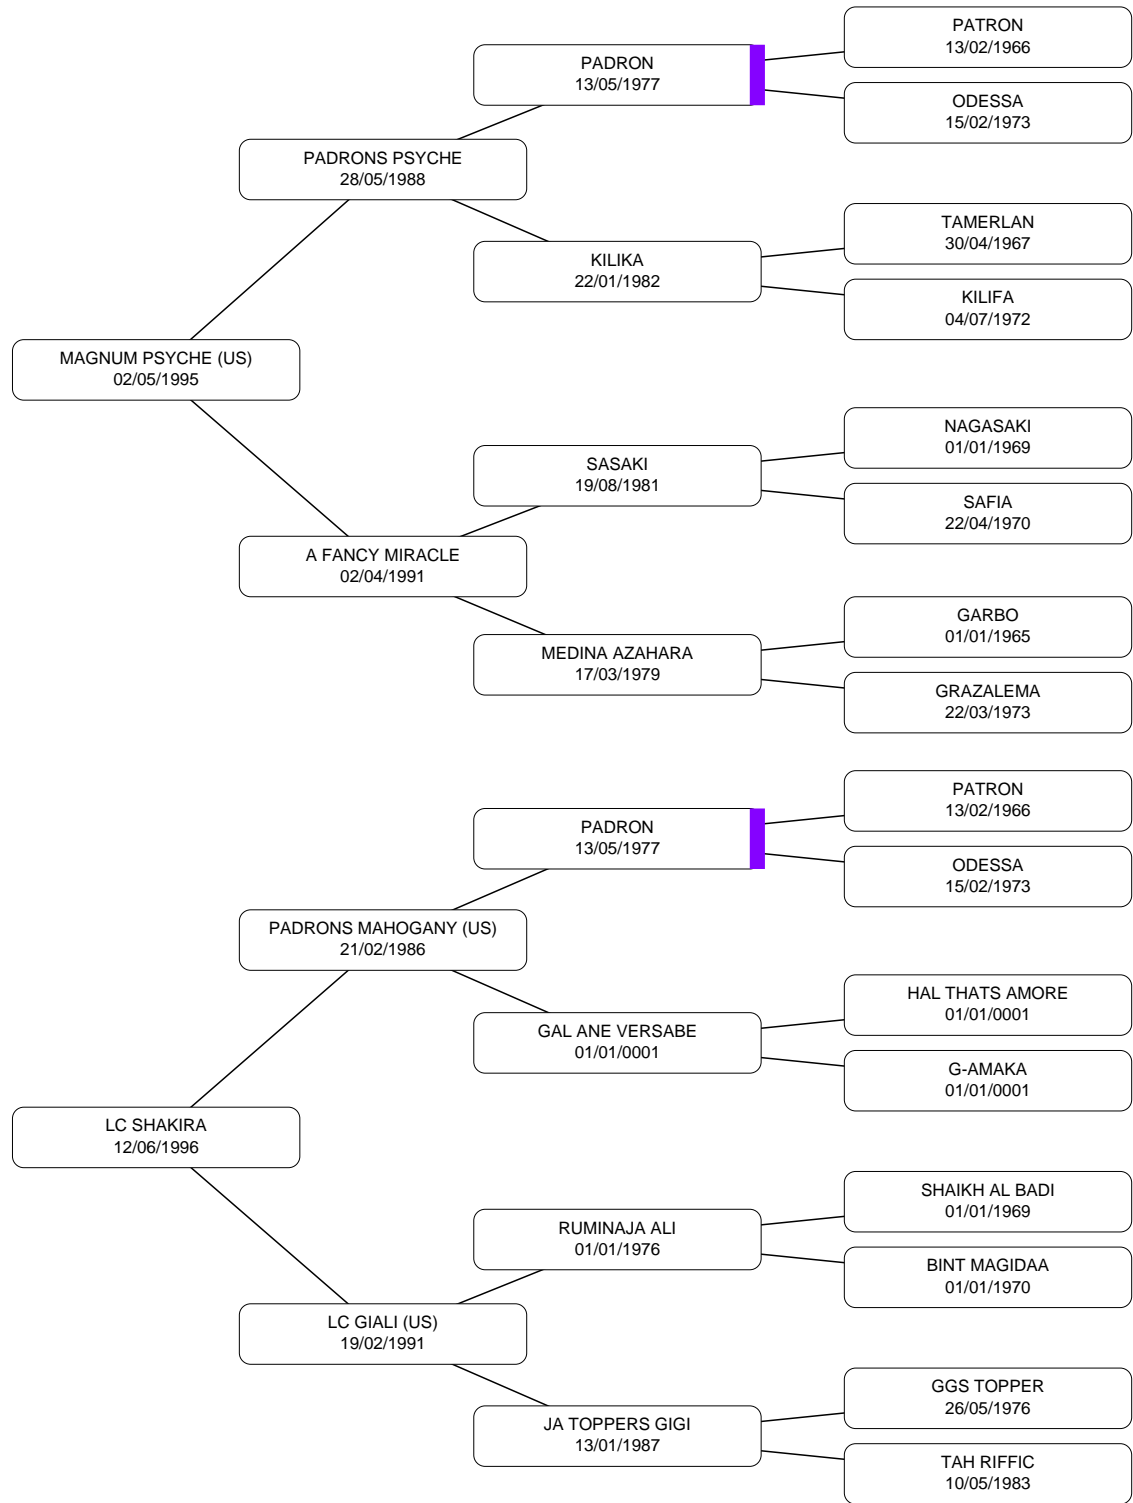 PATRON
13/02/1966
PADRON
13/05/1977
ODESSA
15/02/1973
PADRONS PSYCHE
28/05/1988
TAMERLAN
30/04/1967
KILIKA
22/01/1982
KILIFA
04/07/1972
MAGNUM PSYCHE (US)
02/05/1995
NAGASAKI
01/01/1969
SASAKI
19/08/1981
SAFIA
22/04/1970
A FANCY MIRACLE
02/04/1991
GARBO
01/01/1965
MEDINA AZAHARA
17/03/1979
GRAZALEMA
22/03/1973
PATRON
13/02/1966
PADRON
13/05/1977
ODESSA
15/02/1973
PADRONS MAHOGANY (US)
21/02/1986
HAL THATS AMORE
01/01/0001
GAL ANE VERSABE
01/01/0001
G-AMAKA
01/01/0001
LC SHAKIRA
12/06/1996
SHAIKH AL BADI
01/01/1969
RUMINAJA ALI
01/01/1976
BINT MAGIDAA
01/01/1970
LC GIALI (US)
19/02/1991
GGS TOPPER
26/05/1976
JA TOPPERS GIGI
13/01/1987
TAH RIFFIC
10/05/1983